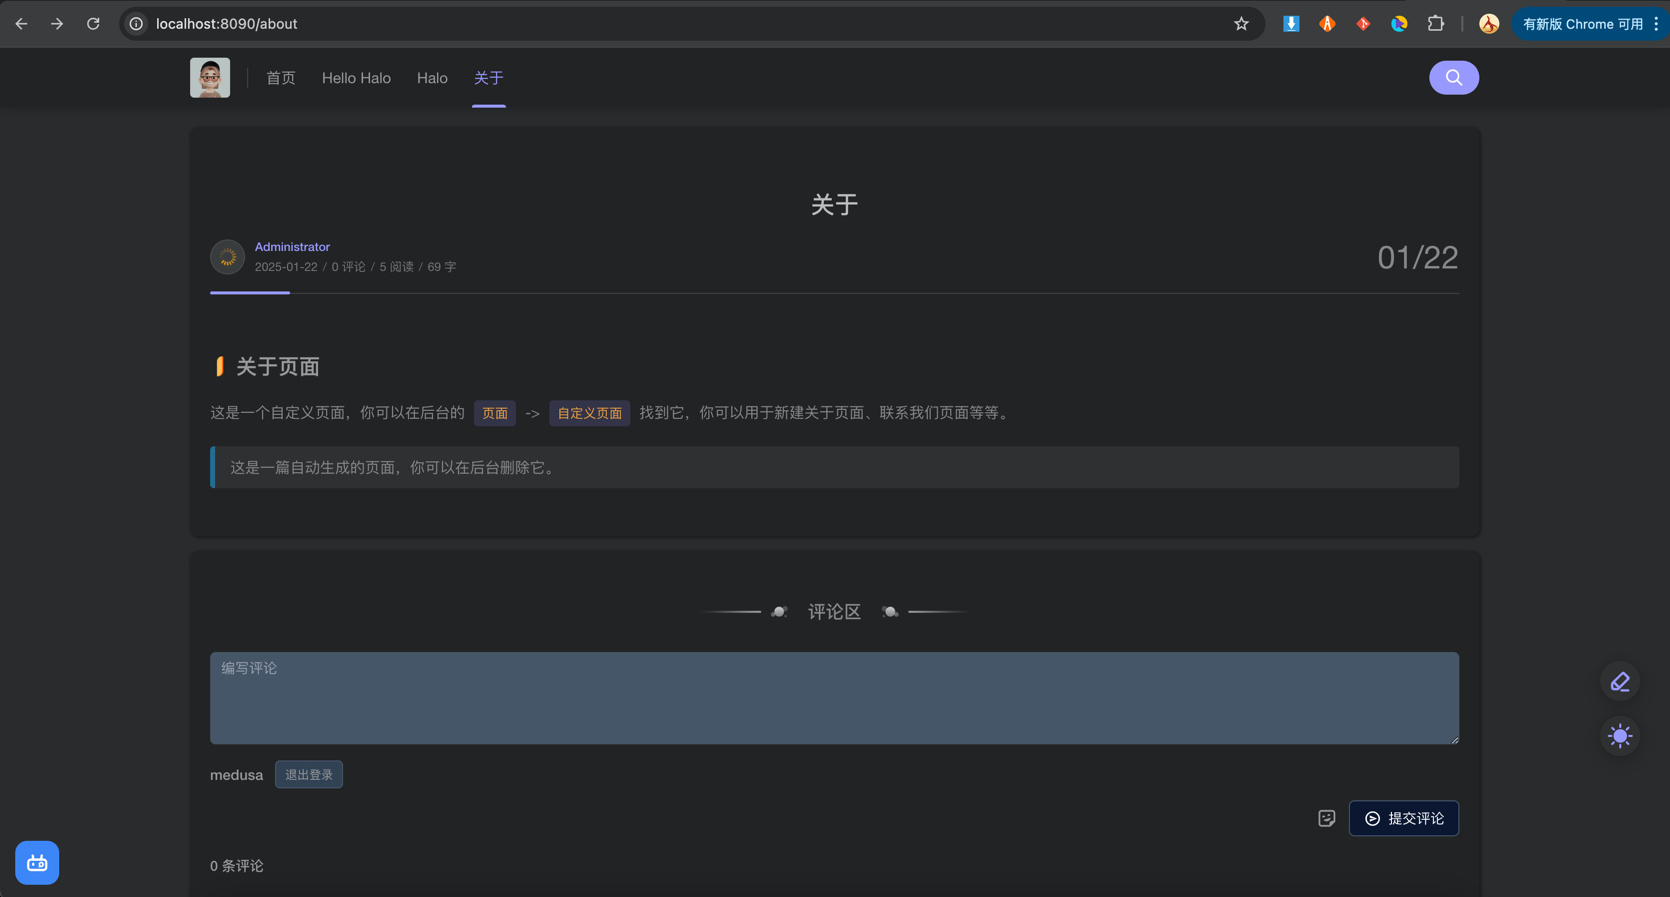 localhost:8090/about
有新版 Chrome 可用
首页 Hello Halo Halo 关于
关于
Administrator
2025-01-22 / 0 评论 / 5 阅读 / 69 字
01/22
关于页面
这是一个自定义页面，你可以在后台的 页面 -> 自定义页面 找到它，你可以用于新建关于页面、联系我们页面等等。
这是一篇自动生成的页面，你可以在后台删除它。
评论区
编写评论
medusa 退出登录
提交评论
0 条评论